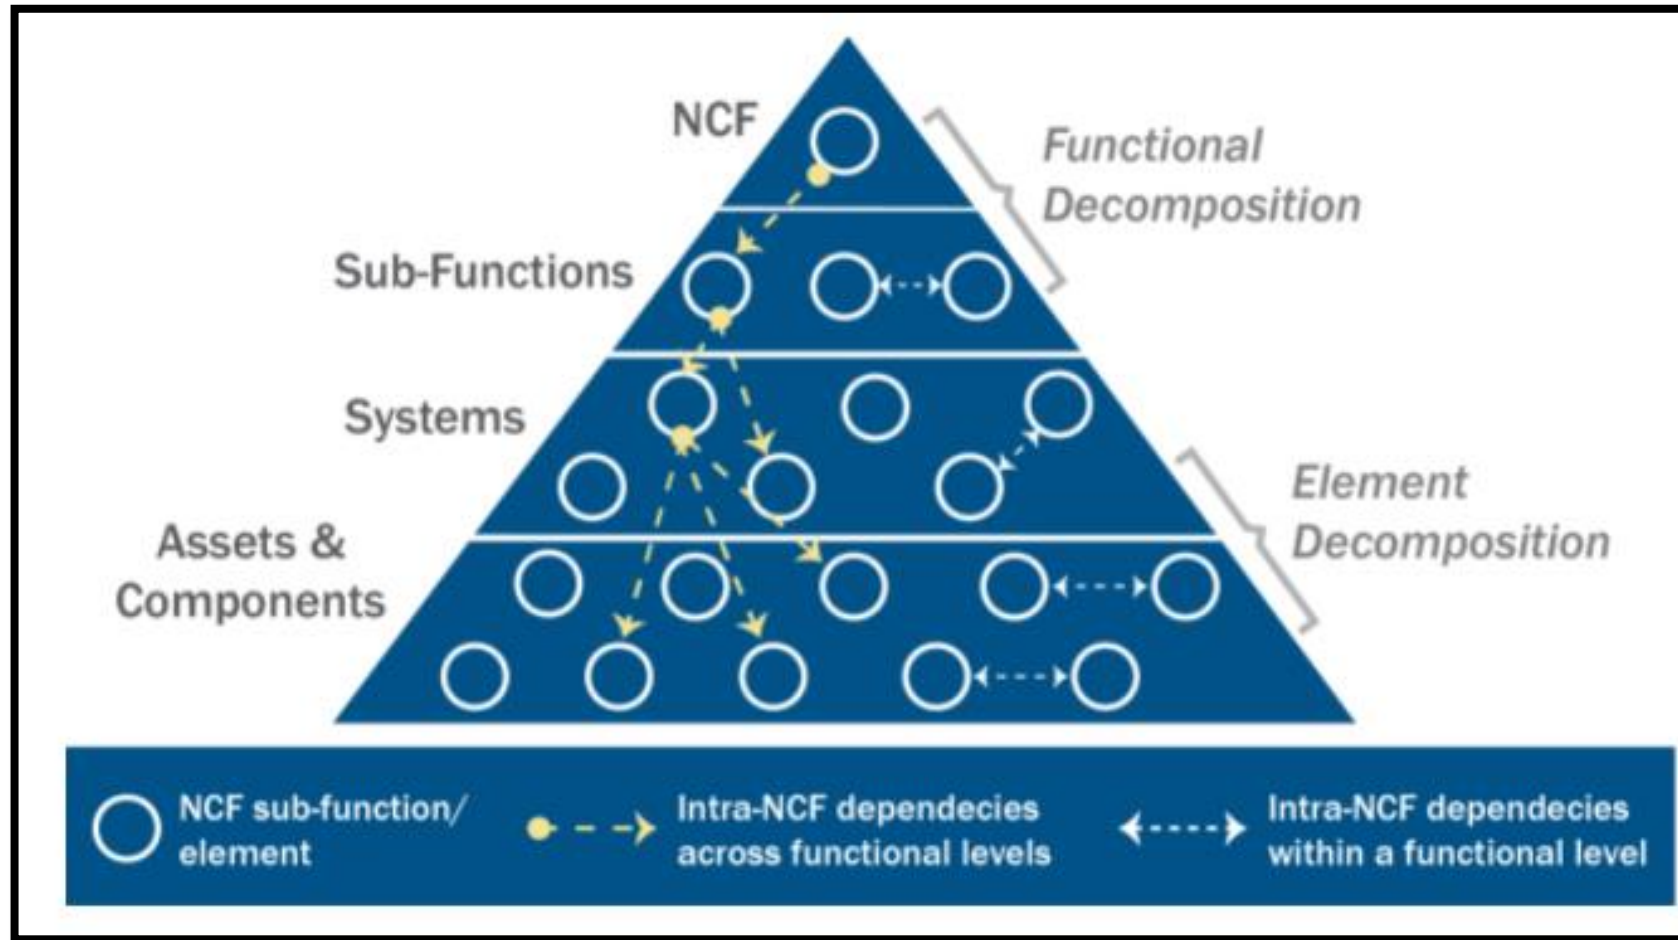 NCF
Functional
Decomposition
Sub-Functions
Systems
Element
Decomposition
Assets &
Components
NCF sub-function/
element
Intra-NCF dependecies
across functional levels
Intra-NCF dependecies
within a functional level